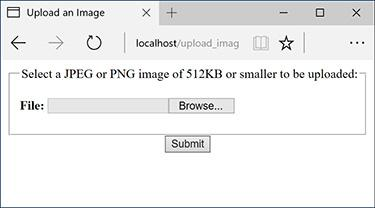 Upload an Image
localhost/upload_imag
Select a JPEG or PNG image of 512KB or smaller to be uploaded:
File: Browse...
Submit